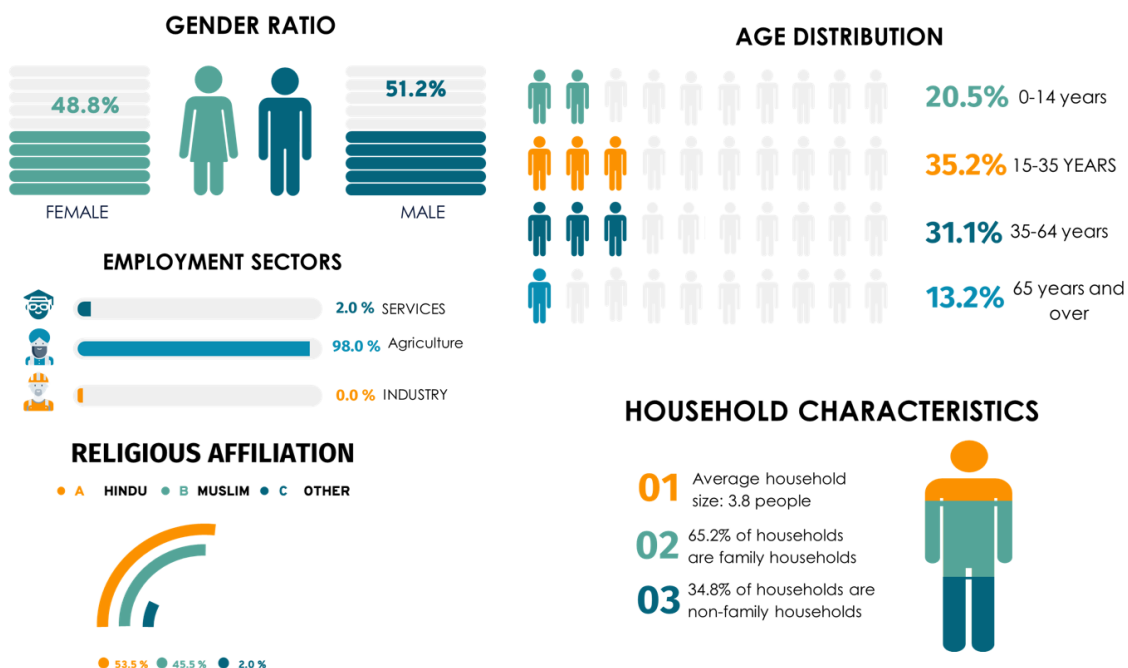 GENDER RATIO
48.8%
51.2%
FEMALE
MALE
AGE DISTRIBUTION
20.5% 0-14 years
35.2% 15-35 YEARS
31.1% 35-64 years
13.2% 65 years and
over
EMPLOYMENT SECTORS
2.0 % SERVICES
98.0 % Agriculture
0.0 % INDUSTRY
RELIGIOUS AFFILIATION
A HINDU B MUSLIM C OTHER
53.5 % 45.5 % 2.0 %
HOUSEHOLD CHARACTERISTICS
01 Average household
size: 3.8 people
02 65.2% of households
are family households
03 34.8% of households are
non-family households